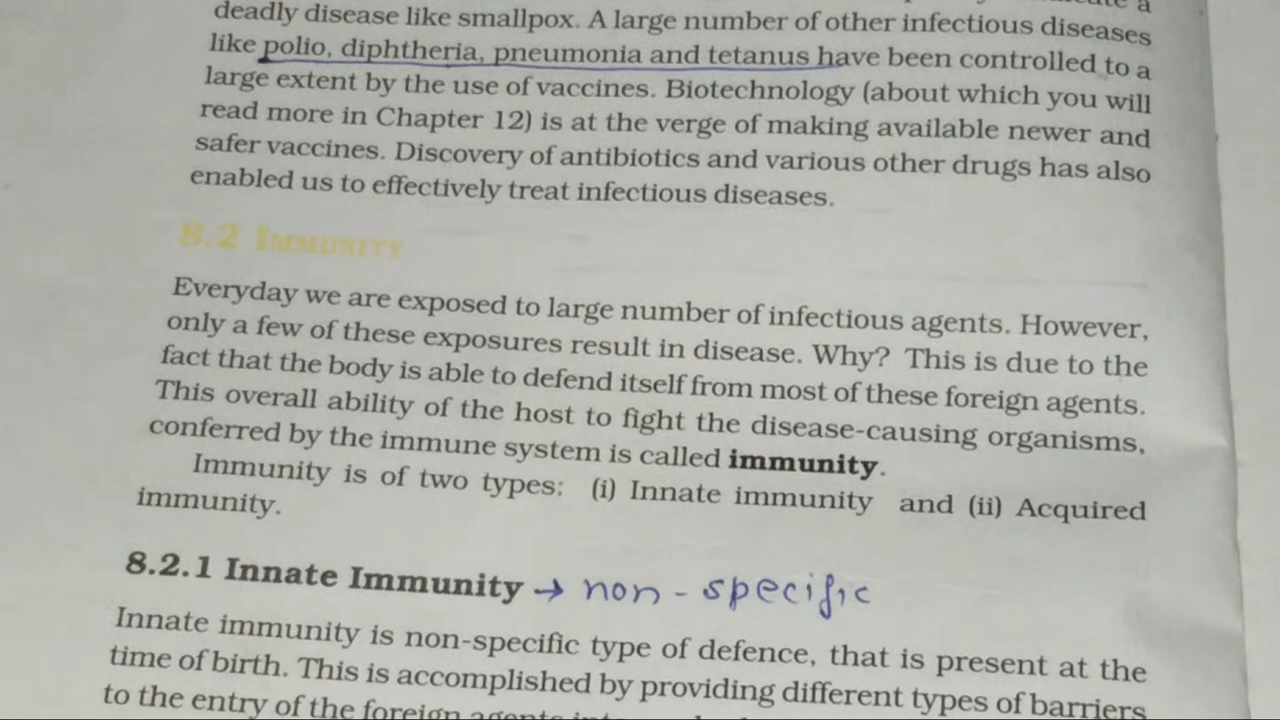 deadly disease like smallpox. A large number of other infectious diseases
like polio, diphtheria, pneumonia and tetanus have been controlled to a
large extent by the use of vaccines. Biotechnology (about which you will
read more in Chapter 12) is at the verge of making available newer and
safer vaccines. Discovery of antibiotics and various other drugs has also
enabled us to effectively treat infectious diseases.
8.2 IMMUNITY
Everyday we are exposed to large number of infectious agents. However,
only a few of these exposures result in disease. Why? This is due to the
fact that the body is able to defend itself from most of these foreign agents.
This overall ability of the host to fight the disease-causing organisms,
conferred by the immune system is called immunity.
Immunity is of two types: (i) Innate immunity and (ii) Acquired
immunity.
8.2.1 Innate Immunity → non-specific
Innate immunity is non-specific type of defence, that is present at the
time of birth. This is accomplished by providing different types of barriers
to the entry of the foreign agents